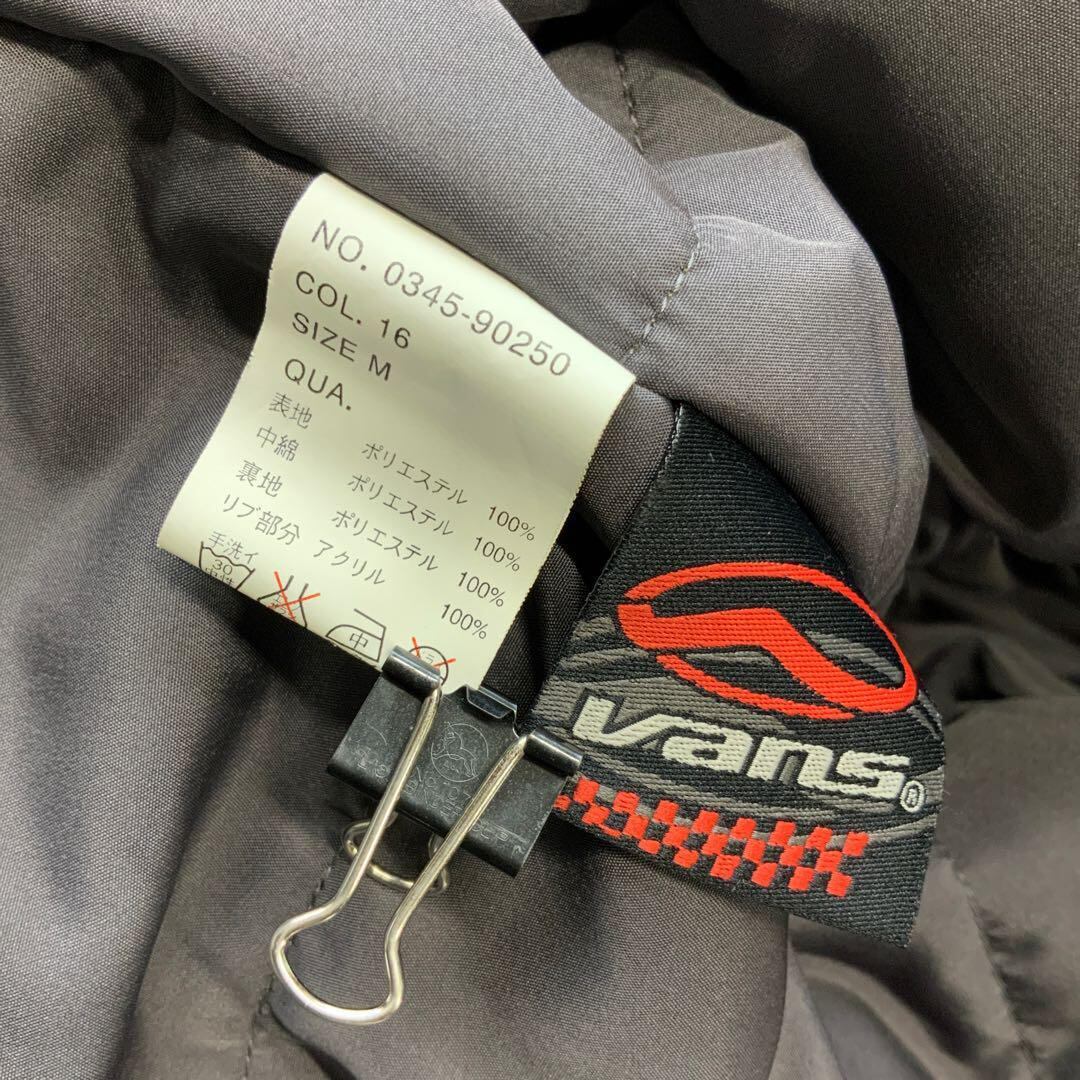 NO. 0345-90250
COL. 16
SIZE M
QUA.
表地 ポリエステル 100%
中綿 ポリエステル 100%
裏地 ポリエステル 100%
リブ部分 アクリル 100%
手洗イ
30
中性
中
vans®